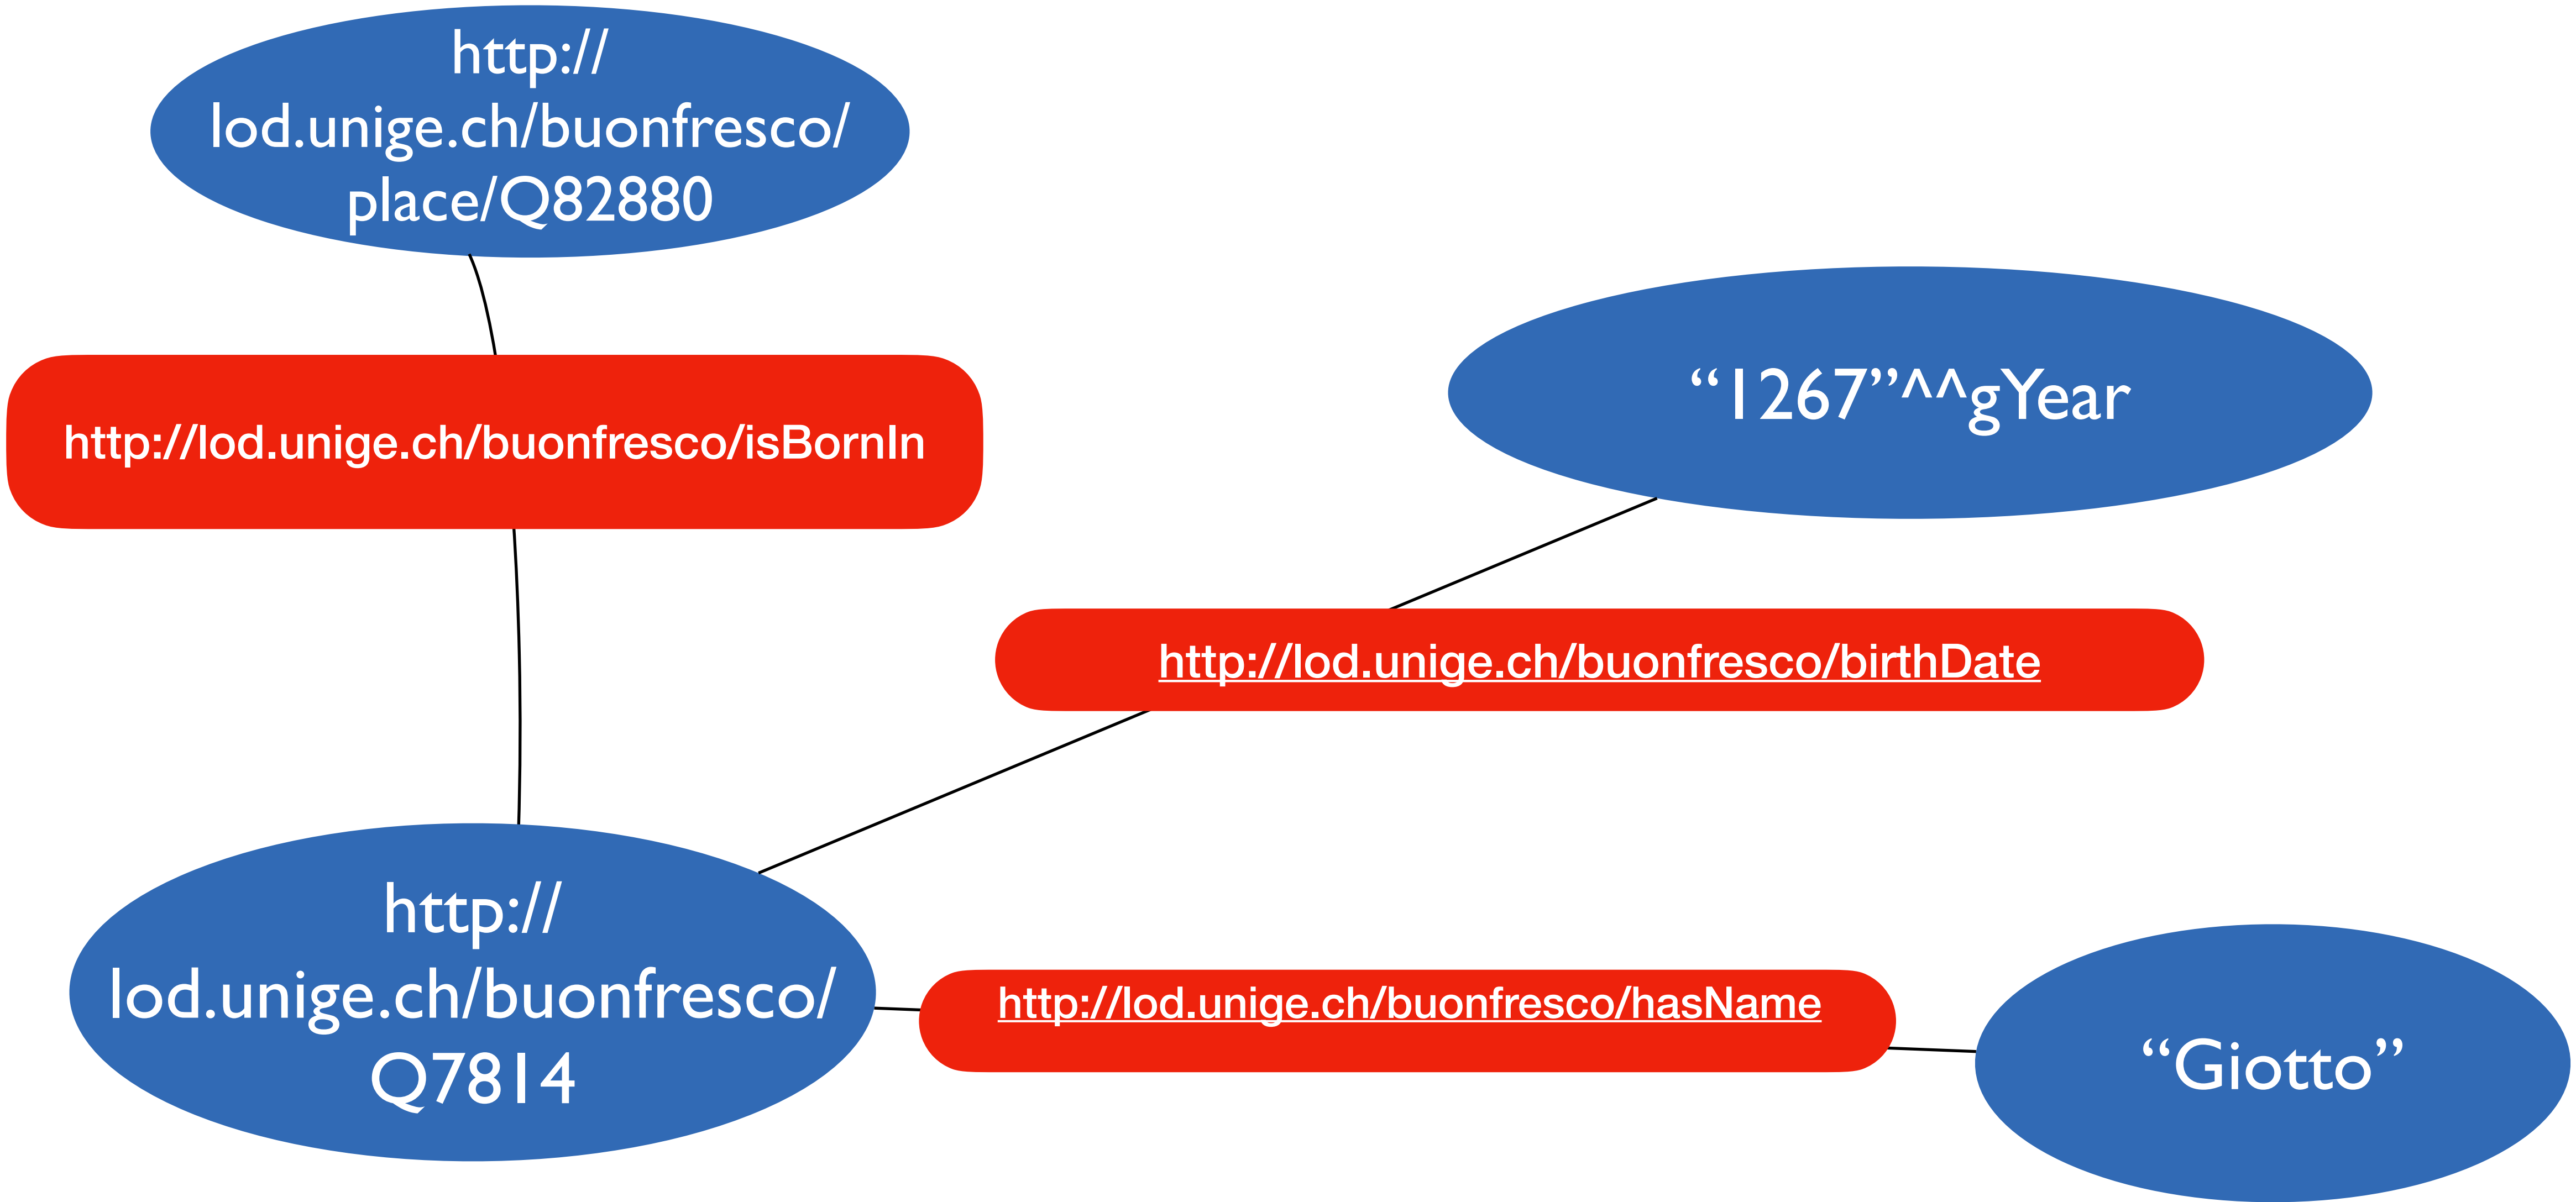 http://
lod.unige.ch/buonfresco/
place/Q82880
http://lod.unige.ch/buonfresco/isBornIn
“1267”^^gYear
http://lod.unige.ch/buonfresco/birthDate
http://
lod.unige.ch/buonfresco/
Q7814
http://lod.unige.ch/buonfresco/hasName
“Giotto”